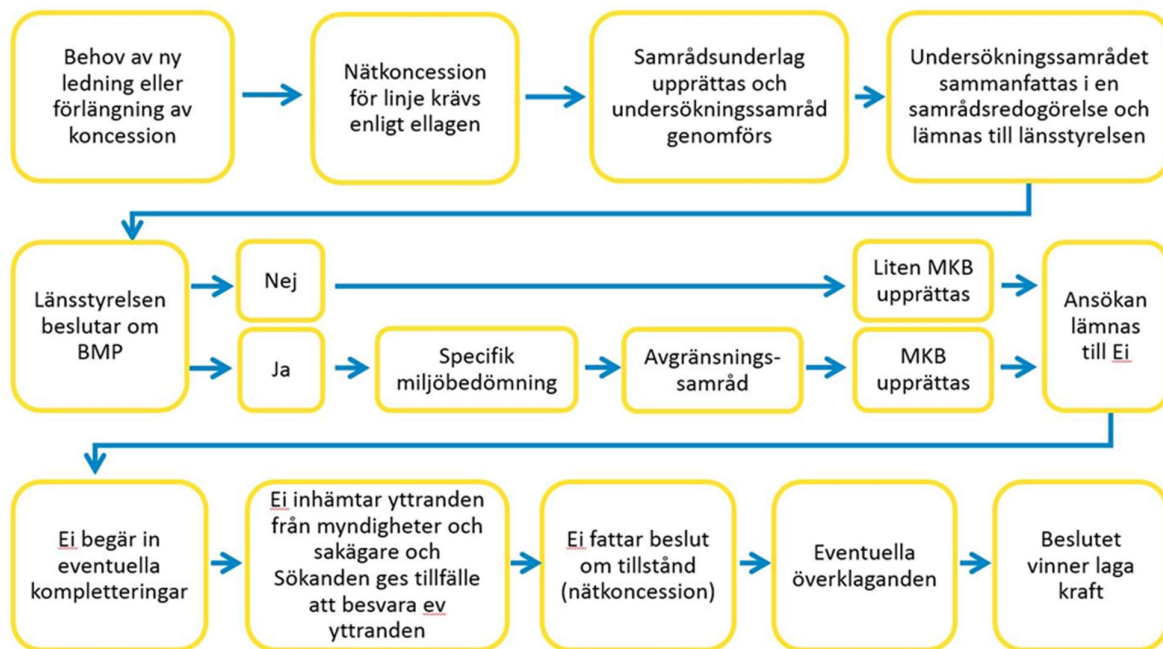 Behov av ny
ledning eller
förlängning av
koncession
Nätkoncession
för linje krävs
enligt ellagen
Samrådsunderlag
upprättas och
undersökningssamråd
genomförs
Undersökningssamrådet
sammanfattas i en
samrådsredogörelse och
lämnas till länsstyrelsen
Länsstyrelsen
beslutar om
BMP
Nej
Liten MKB
upprättas
Ja
Specifik
miljöbedömning
Avgränsnings-
samråd
MKB
upprättas
Ansökan
lämnas
till Ei
Ei begär in
eventuella
kompletteringar
Ei inhämtar yttranden
från myndigheter och
sakägare och
Sökanden ges tillfälle
att besvara ev
yttranden
Ei fattar beslut
om tillstånd
(nätkoncession)
Eventuella
överklaganden
Beslutet
vinner laga
kraft